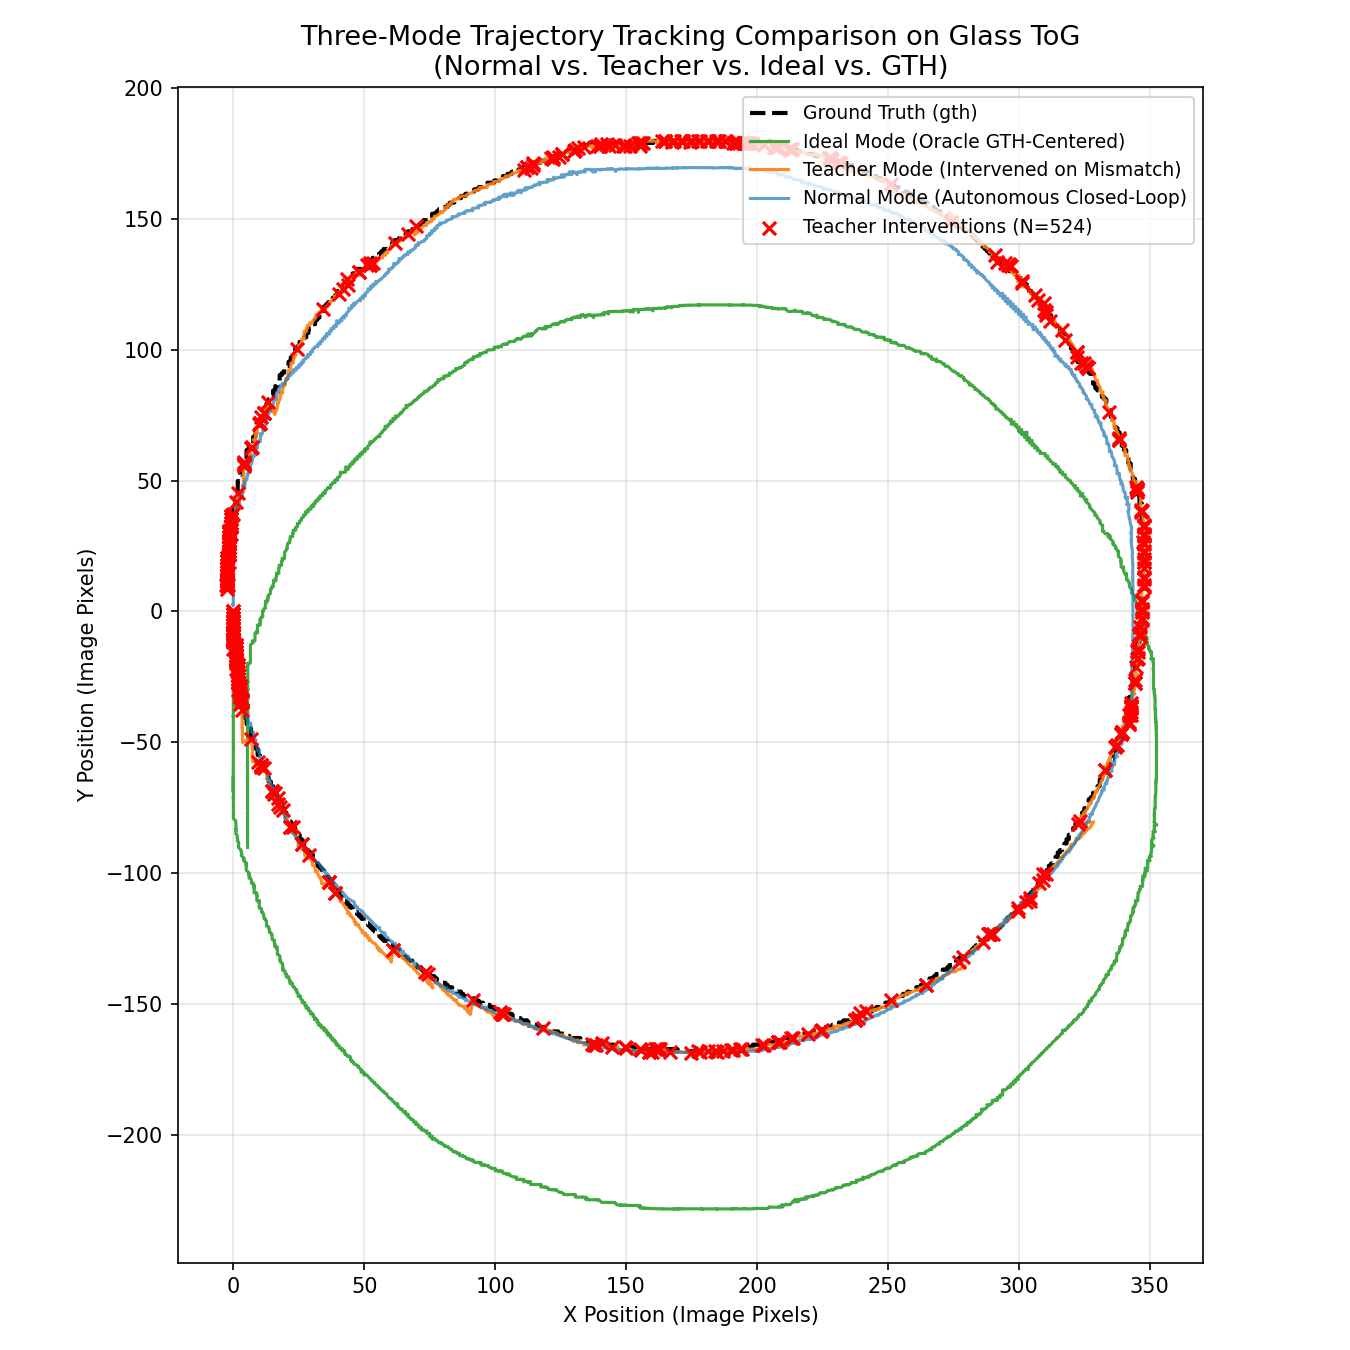 Three-Mode Trajectory Tracking Comparison on Glass ToG
(Normal vs. Teacher vs. Ideal vs. GTH)
Ground Truth (gth)
Ideal Mode (Oracle GTH-Centered)
Teacher Mode (Intervened on Mismatch)
Normal Mode (Autonomous Closed-Loop)
Teacher Interventions (N=524)
Y Position (Image Pixels)
200
150
100
50
0
−50
−100
−150
−200
0 50 100 150 200 250 300 350
X Position (Image Pixels)